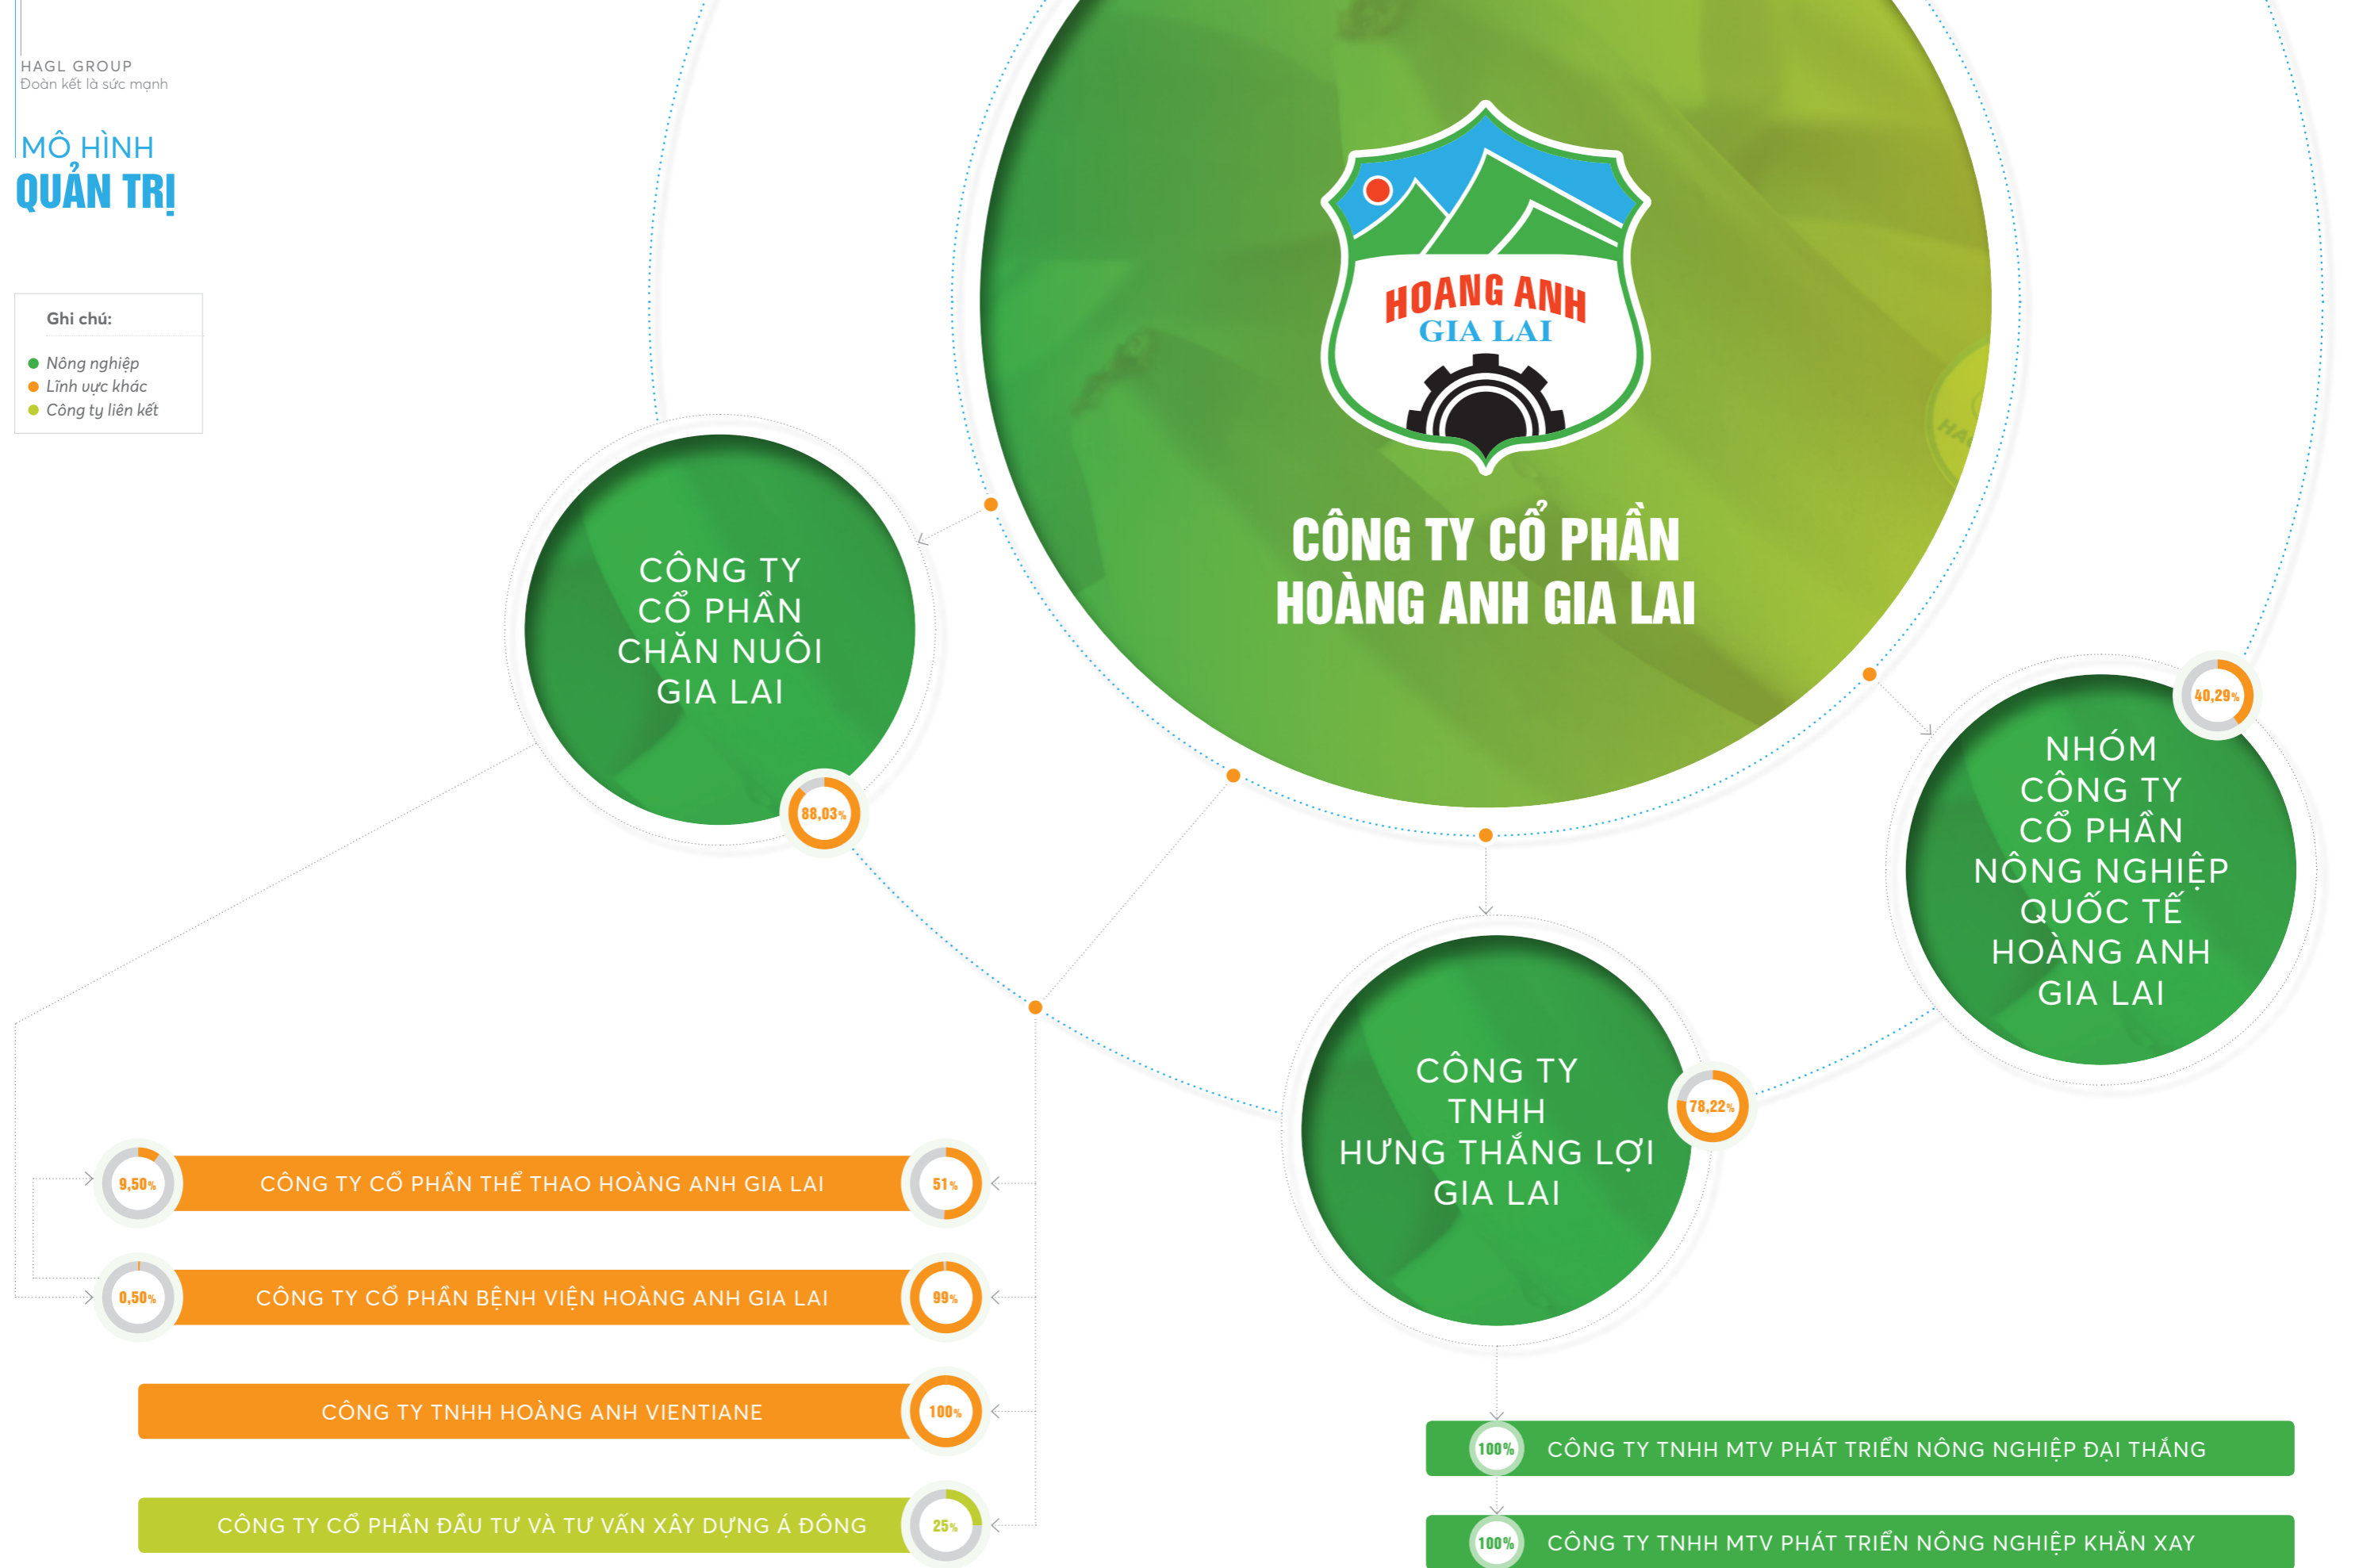 HAGL GROUP
Đoàn kết là sức mạnh
MÔ HÌNH
QUẢN TRỊ
Ghi chú:
Nông nghiệp
Lĩnh vực khác
Công ty liên kết
HOANG ANH
GIA LAI
CÔNG TY CỔ PHẦN
HOÀNG ANH GIA LAI
CÔNG TY
CỔ PHẦN
CHĂN NUÔI
GIA LAI
88,03%
40,29%
NHÓM
CÔNG TY
CỔ PHẦN
NÔNG NGHIỆP
QUỐC TẾ
HOÀNG ANH
GIA LAI
CÔNG TY
TNHH
HƯNG THẮNG LỢI
GIA LAI
78,22%
9,50% CÔNG TY CỔ PHẦN THỂ THAO HOÀNG ANH GIA LAI 51%
0,50% CÔNG TY CỔ PHẦN BỆNH VIỆN HOÀNG ANH GIA LAI 99%
CÔNG TY TNHH HOÀNG ANH VIENTIANE 100%
CÔNG TY CỔ PHẦN ĐẦU TƯ VÀ TƯ VẤN XÂY DỰNG Á ĐÔNG 25%
100% CÔNG TY TNHH MTV PHÁT TRIỂN NÔNG NGHIỆP ĐẠI THẮNG
100% CÔNG TY TNHH MTV PHÁT TRIỂN NÔNG NGHIỆP KHĂN XAY